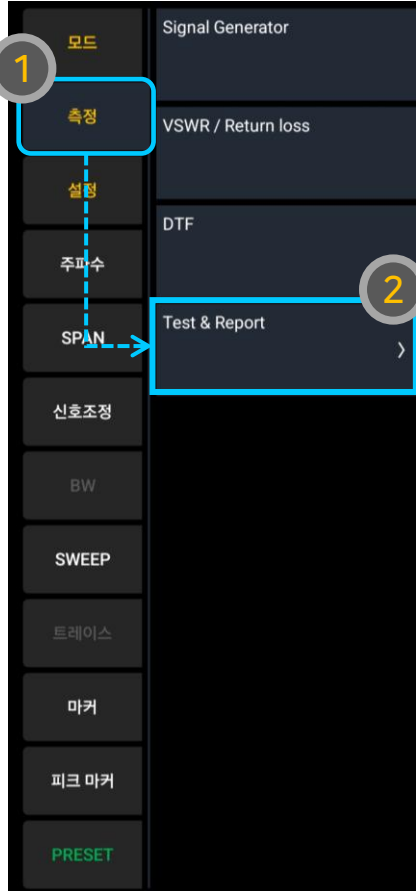 모드
1
측정
설정
주파수
SPAN
신호조정
BW
SWEEP
트레이스
마커
피크 마커
PRESET
Signal Generator
VSWR / Return loss
DTF
2
Test & Report